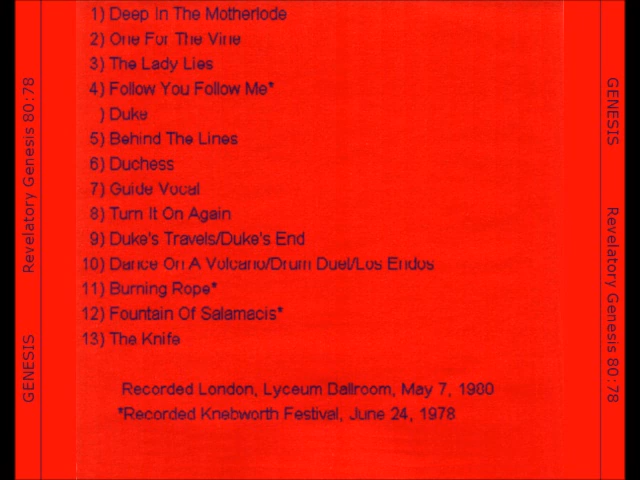 1) Deep In The Motherlode
2) One For The Vine
3) The Lady Lies
4) Follow You Follow Me*
) Duke
5) Behind The Lines
6) Duchess
7) Guide Vocal
8) Turn It On Again
9) Duke's Travels/Duke's End
10) Dance On A Volcano/Drum Duet/Los Endos
11) Burning Rope*
12) Fountain Of Salamacis*
13) The Knife
Recorded London, Lyceum Ballroom, May 7, 1980
*Recorded Knebworth Festival, June 24, 1978
GENESIS Revelatory Genesis 80:78
GENESIS Revelatory Genesis 80:78